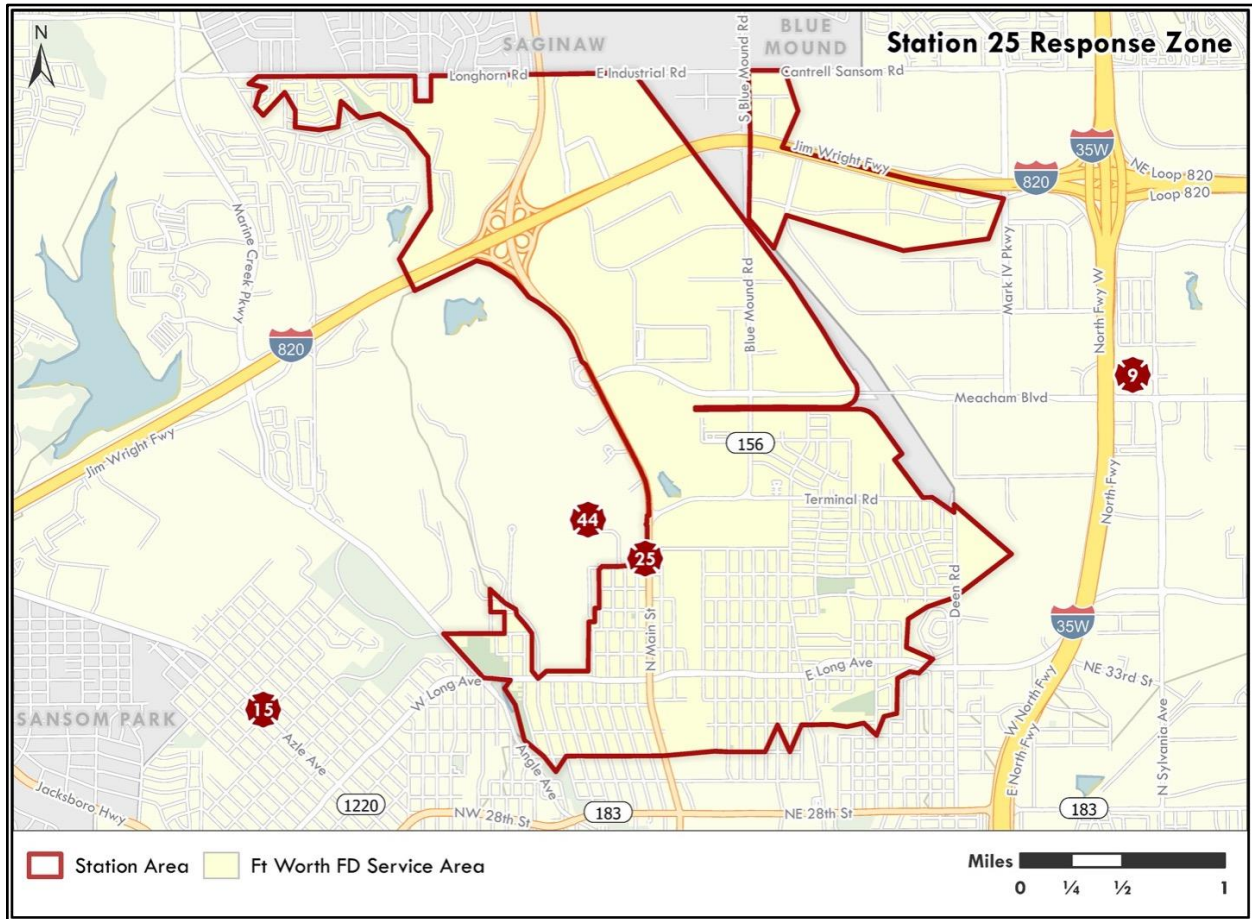 N
SAGINAW
BLUE
MOUND
Station 25 Response Zone
Longhorn Rd
E Industrial Rd
S Blue Mound Rd
Cantrell Sansom Rd
Jim Wright Fwy
35W
NE Loop 820
820
Loop 820
Marine Creek Pkwy
Mark IV Pkwy
North Fwy W
Blue Mound Rd
820
9
Meacham Blvd
Jim Wright Fwy
156
Terminal Rd
North Fwy
44
25
Deen Rd
35W
N Main St
E Long Ave
NE 33rd St
W Long Ave
W North Fwy
SANSOM PARK
15
Azle Ave
Angle Ave
E North Fwy
N Sylvania Ave
Jacksboro Hwy
1220
NW 28th St
183
NE 28th St
183
Station Area
Ft Worth FD Service Area
Miles
0 ¼ ½ 1